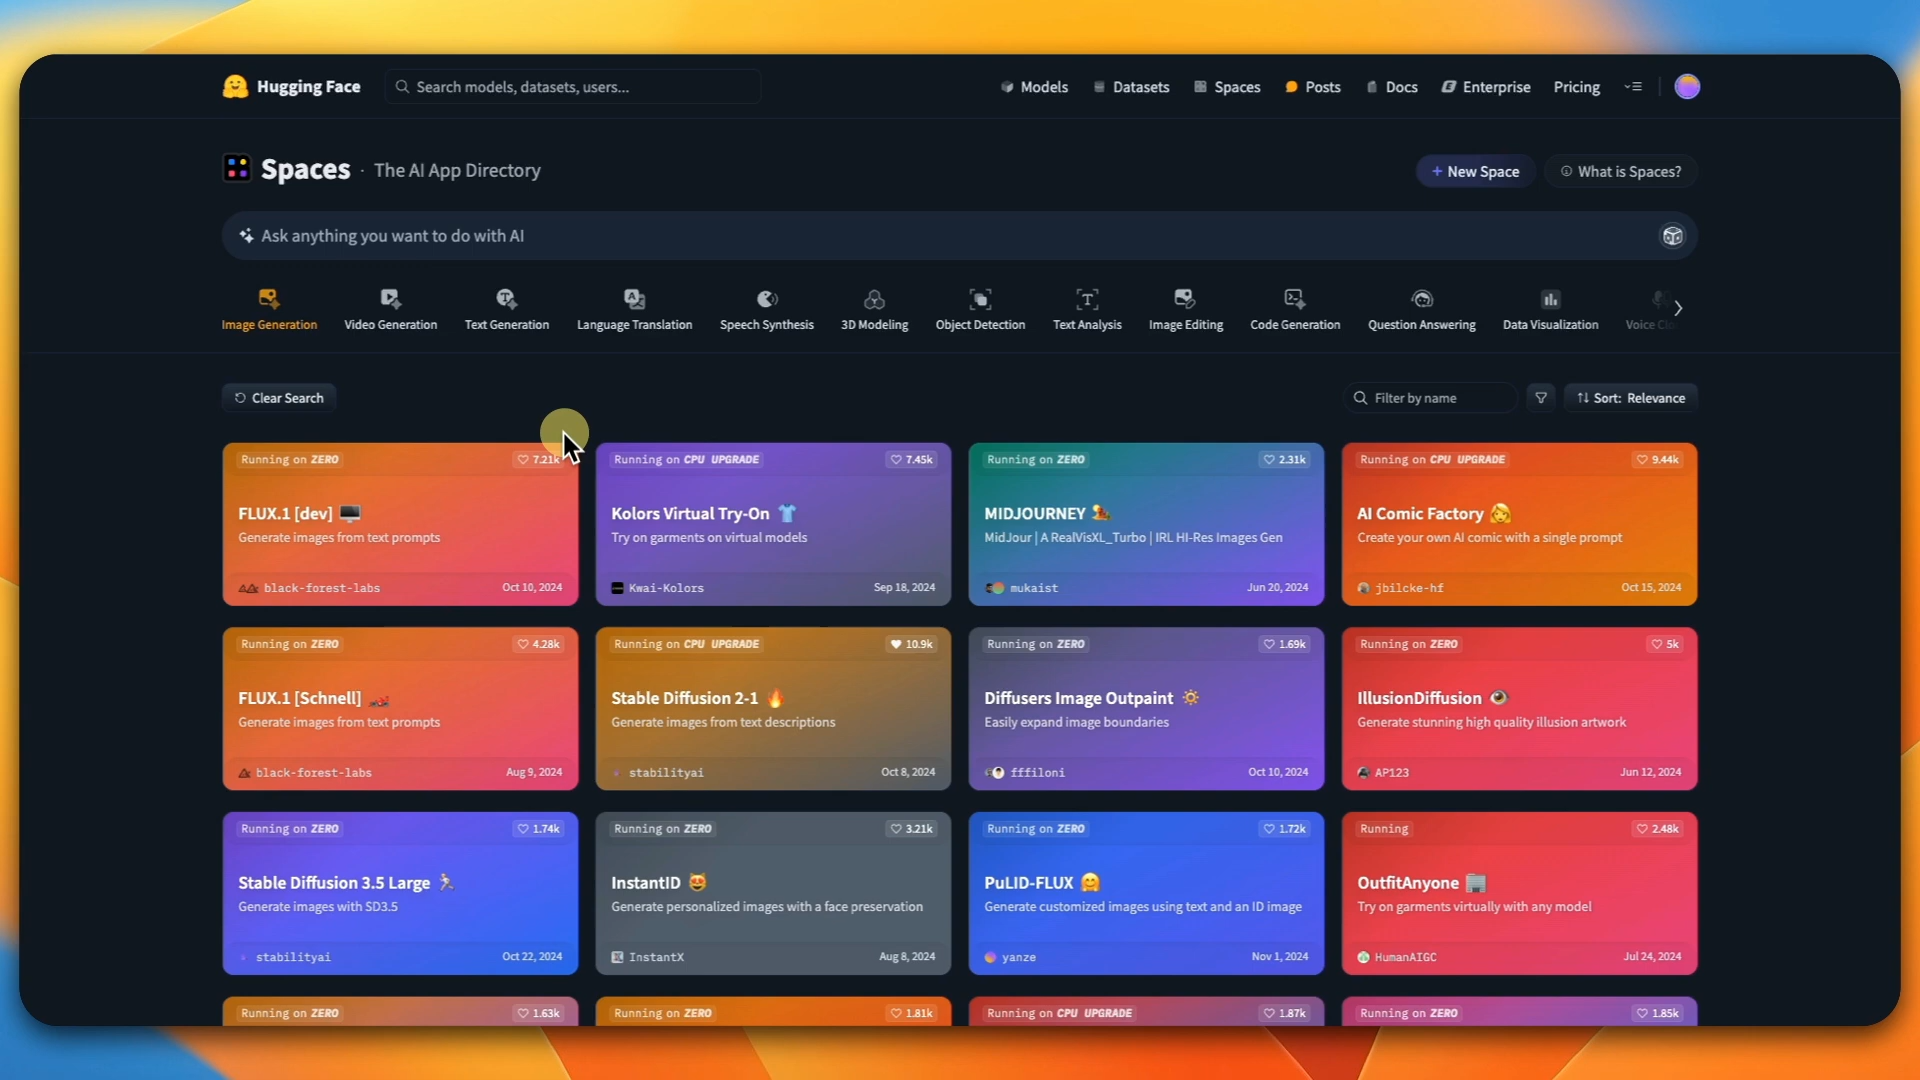 Hugging Face
Search models, datasets, users...
Models
Datasets
Spaces
Posts
Docs
Enterprise
Pricing
Spaces · The AI App Directory
+ New Space
What is Spaces?
Ask anything you want to do with AI
Image Generation
Video Generation
Text Generation
Language Translation
Speech Synthesis
3D Modeling
Object Detection
Text Analysis
Image Editing
Code Generation
Question Answering
Data Visualization
Voice
Clear Search
Filter by name
Sort: Relevance
Running on ZERO
7.21k
FLUX.1 [dev]
Generate images from text prompts
black-forest-labs
Oct 10, 2024
Running on CPU UPGRADE
7.45k
Kolors Virtual Try-On
Try on garments on virtual models
Kwai-Kolors
Sep 18, 2024
Running on ZERO
2.31k
MIDJOURNEY
MidJour | A RealVisXL_Turbo | IRL HI-Res Images Gen
mukaist
Jun 20, 2024
Running on CPU UPGRADE
9.44k
AI Comic Factory
Create your own AI comic with a single prompt
jbilcke-hf
Oct 15, 2024
Running on ZERO
4.28k
FLUX.1 [Schnell]
Generate images from text prompts
black-forest-labs
Aug 9, 2024
Running on CPU UPGRADE
10.9k
Stable Diffusion 2-1
Generate images from text descriptions
stabilityai
Oct 8, 2024
Running on ZERO
1.69k
Diffusers Image Outpaint
Easily expand image boundaries
fffiloni
Oct 10, 2024
Running on ZERO
5k
IllusionDiffusion
Generate stunning high quality illusion artwork
AP123
Jun 12, 2024
Running on ZERO
1.74k
Stable Diffusion 3.5 Large
Generate images with SD3.5
stabilityai
Oct 22, 2024
Running on ZERO
3.21k
InstantID
Generate personalized images with a face preservation
InstantX
Aug 8, 2024
Running on ZERO
1.72k
PuLID-FLUX
Generate customized images using text and an ID image
yanze
Nov 1, 2024
Running
2.48k
OutfitAnyone
Try on garments virtually with any model
HumanAIGC
Jul 24, 2024
Running on ZERO
1.63k
Running on ZERO
1.81k
Running on CPU UPGRADE
1.87k
Running on ZERO
1.85k